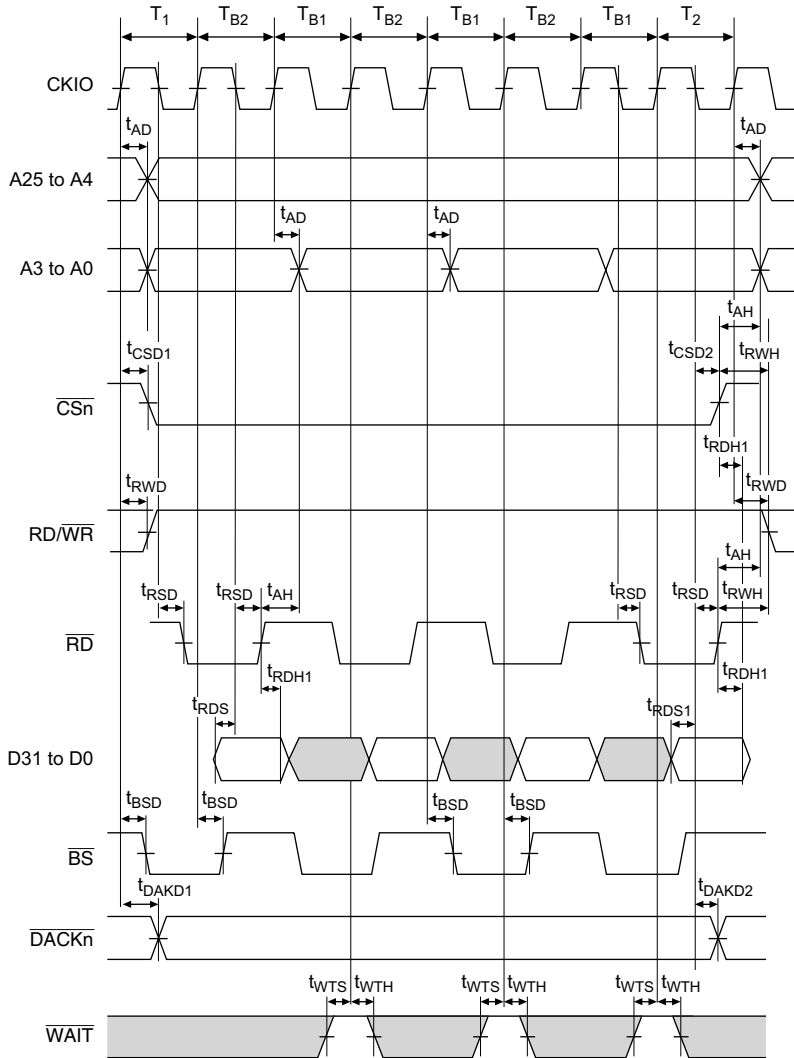 T1 TB2 TB1 TB2 TB1 TB2 TB1 T2
CKIO
tAD tAD
A25 to A4
tAD tAD
A3 to A0
tAH
tCSD1 tCSD2 tRWH
CSn
tRDH1
tRWD tRWD
RD/WR
tAH
tRSD tRSD tAH tRSD tRSD tRWH
RD
tRDH1 tRDH1
tRDS tRDS1
D31 to D0
tBSD tBSD tBSD tBSD
BS
tDAKD1 tDAKD2
DACKn
tWTS tWTH tWTS tWTH tWTS tWTH
WAIT